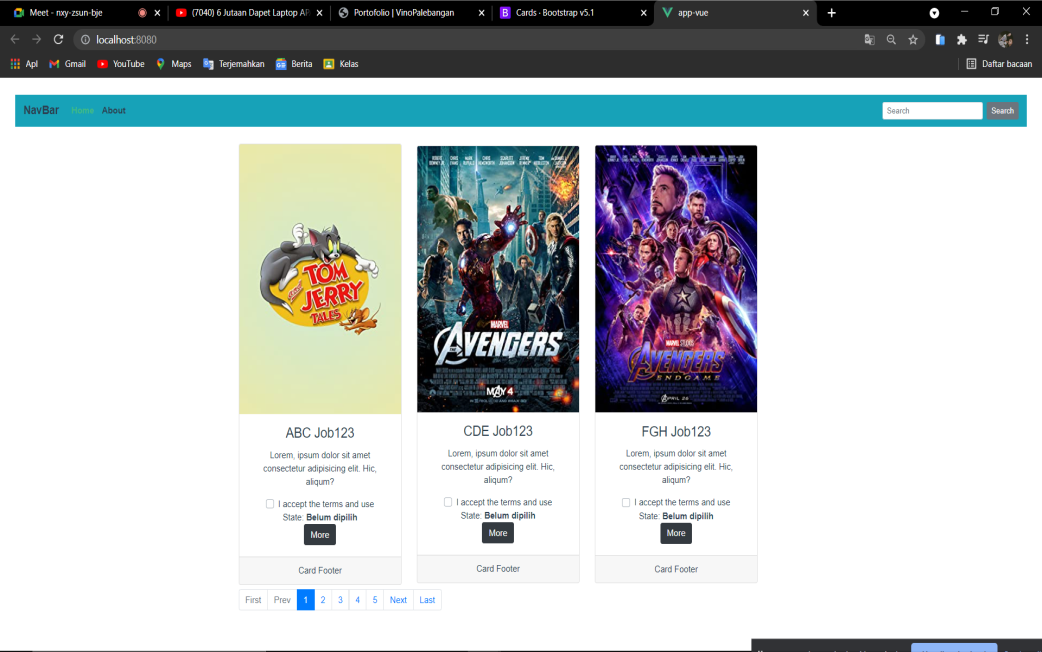 Meet - nxy-zsun-bje
(7040) 6 Jutaan Dapet Laptop
Portofolio | VinoPalebangan
Cards · Bootstrap v5.1
app-vue
localhost:8080
Apl
Gmail
YouTube
Maps
Terjemahkan
Berita
Kelas
Daftar bacaan
NavBar
Home
About
Search
Search
TOM
JERRY
TALES
MARVEL
AVENGERS
MAY 4
MARVEL STUDIOS
AVENGERS
ENDGAME
APRIL 26
ABC Job123
Lorem, ipsum dolor sit amet
consectetur adipisicing elit. Hic,
aliqum?
I accept the terms and use
State: Belum dipilih
More
Card Footer
CDE Job123
Lorem, ipsum dolor sit amet
consectetur adipisicing elit. Hic,
aliqum?
I accept the terms and use
State: Belum dipilih
More
Card Footer
FGH Job123
Lorem, ipsum dolor sit amet
consectetur adipisicing elit. Hic,
aliqum?
I accept the terms and use
State: Belum dipilih
More
Card Footer
First Prev 1 2 3 4 5 Next Last